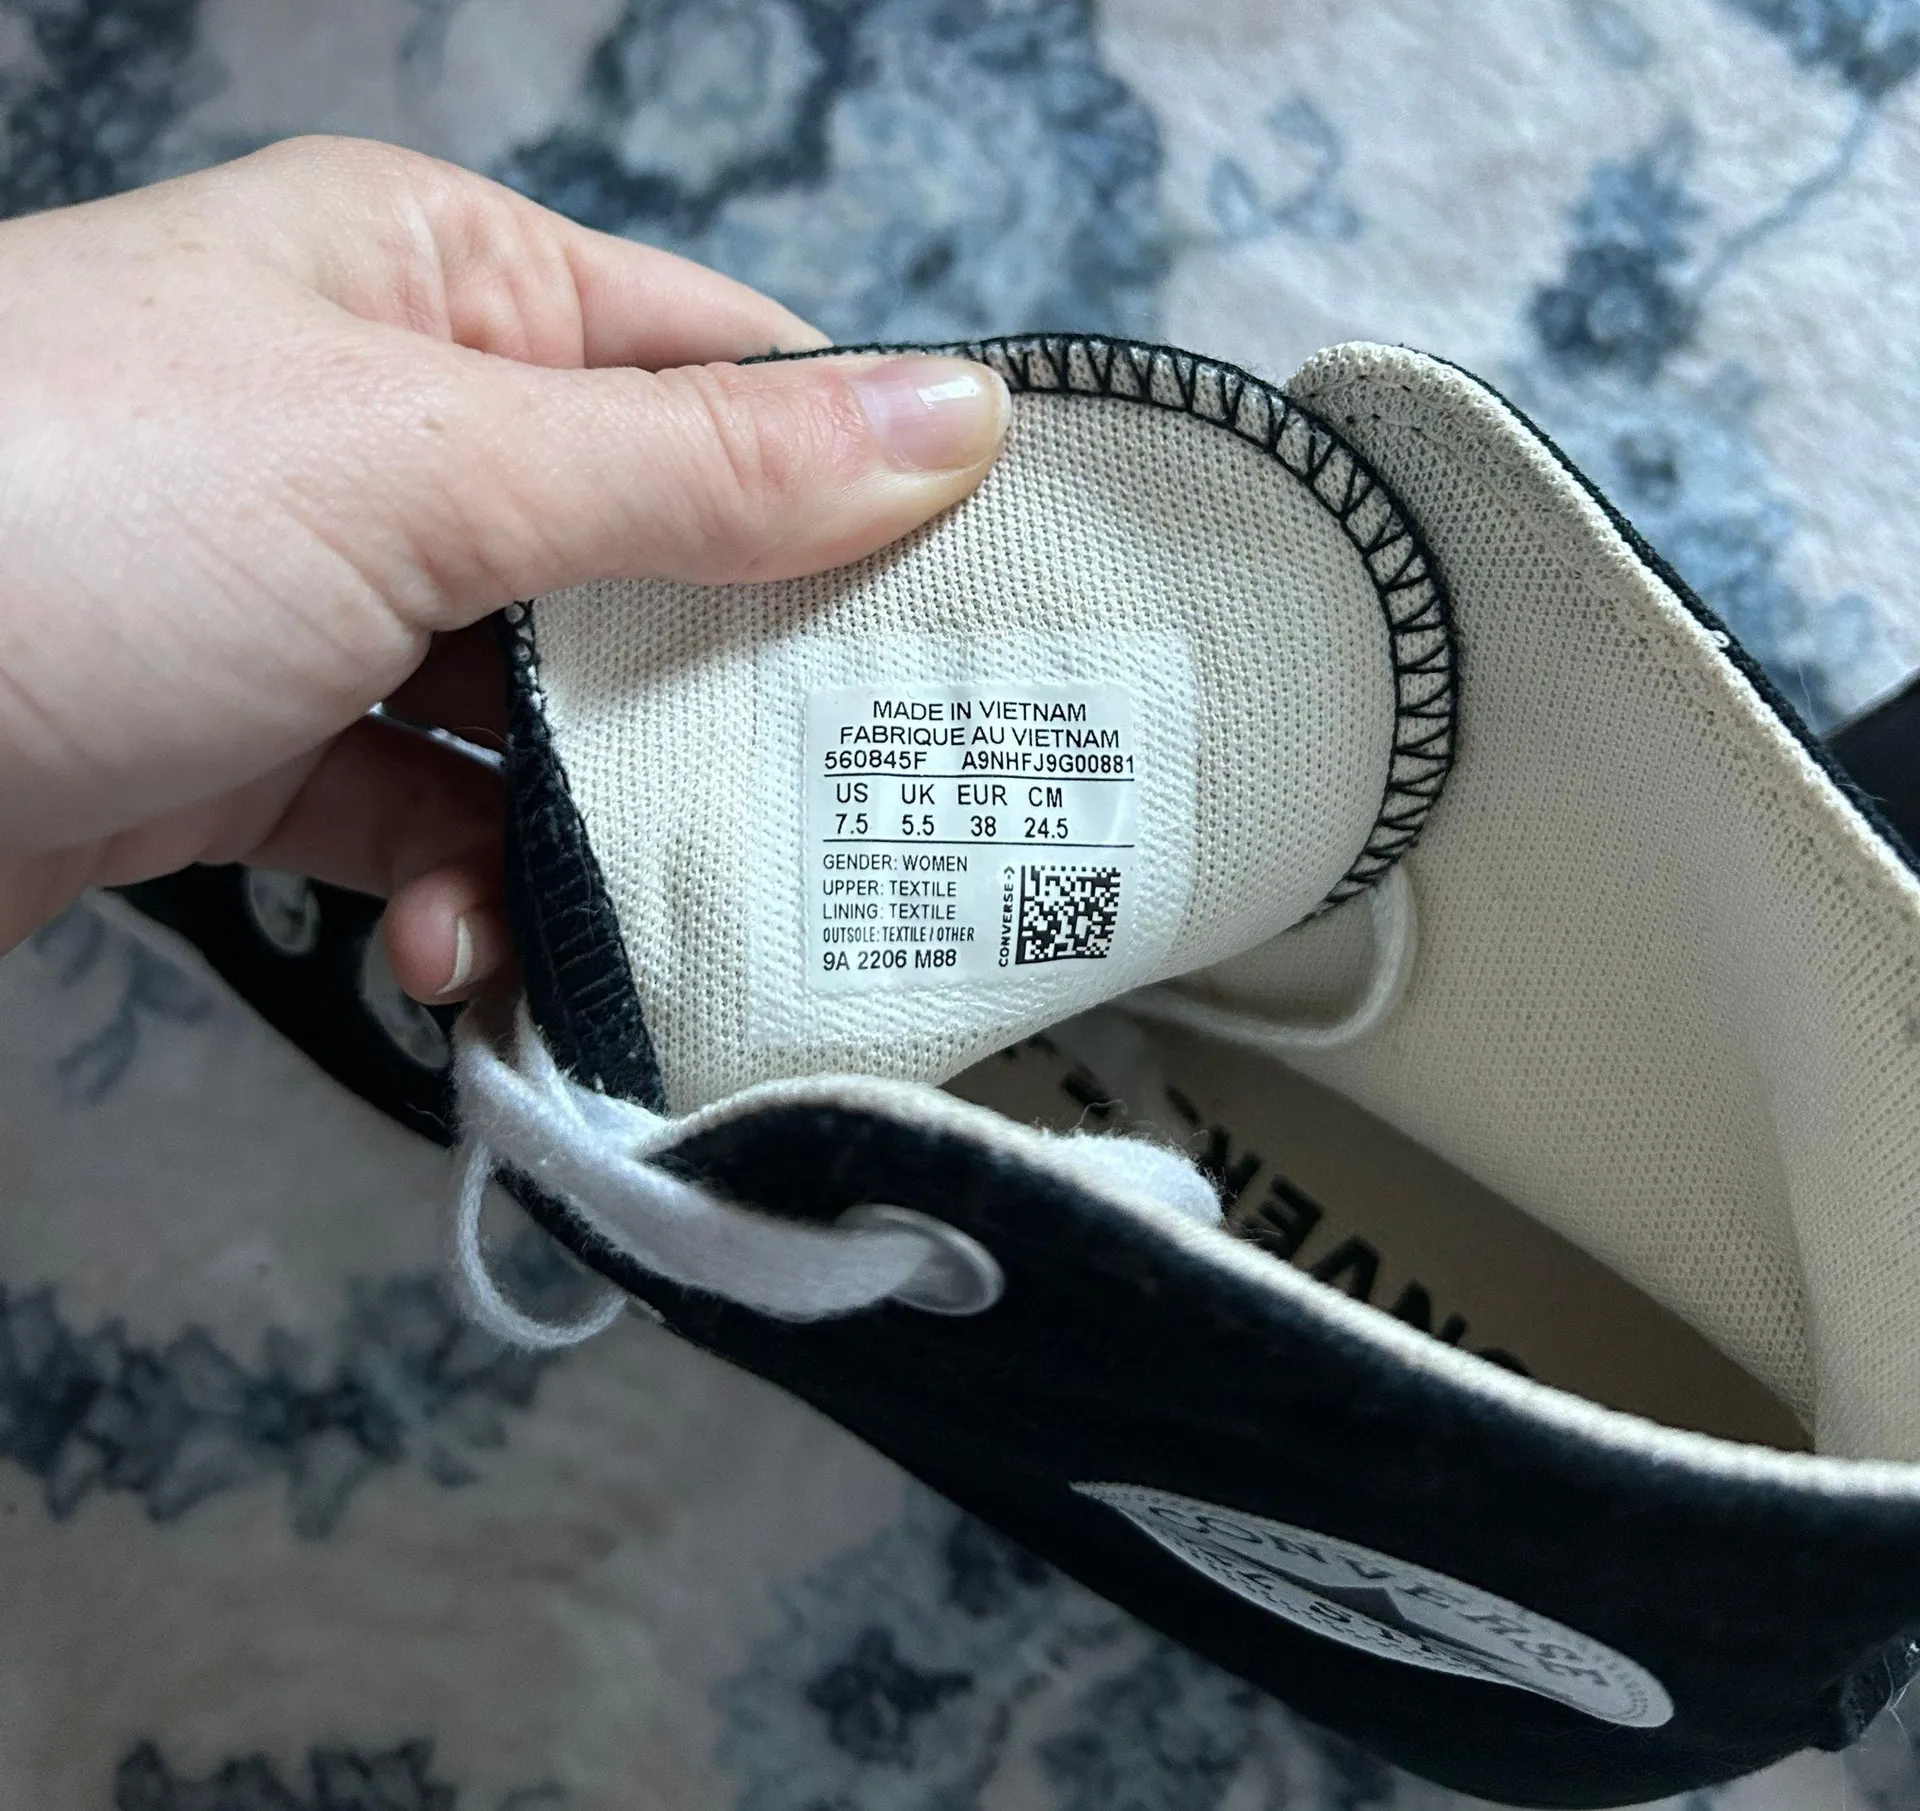 MADE IN VIETNAM
FABRIQUE AU VIETNAM
560845F A9NHFJ9G00881
US UK EUR CM
7.5 5.5 38 24.5
GENDER: WOMEN
UPPER: TEXTILE
LINING: TEXTILE
OUTSOLE: TEXTILE / OTHER
9A 2206 M88
CONVERSE
CONVERSE